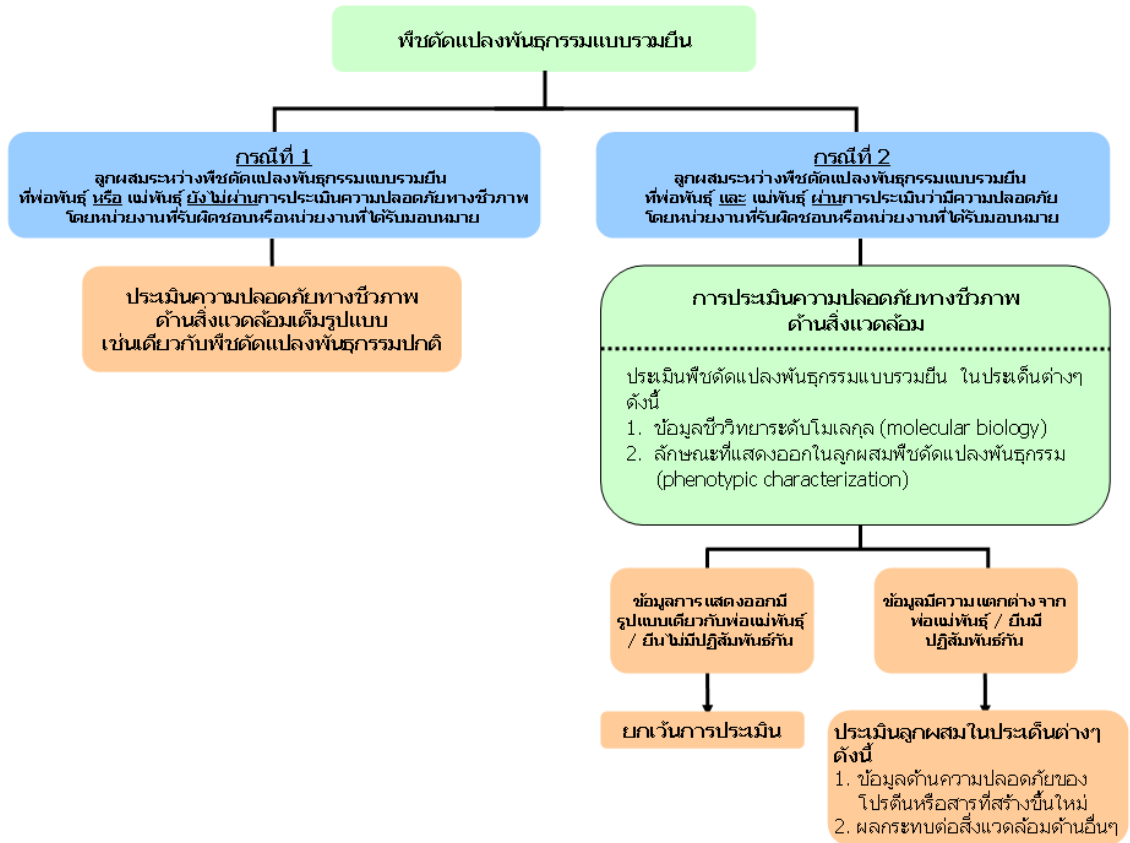 พืชดัดแปลงพันธุกรรมแบบรวมยีน
กรณีที่ 1
ลูกผสมระหว่างพืชดัดแปลงพันธุกรรมแบบรวมยีน
ที่พ่อพันธุ์ หรือ แม่พันธุ์ ยังไม่ผ่านการประเมินความปลอดภัยทางชีวภาพ
โดยหน่วยงานที่รับผิดชอบหรือหน่วยงานที่ได้รับมอบหมาย
ประเมินความปลอดภัยทางชีวภาพ
ด้านสิ่งแวดล้อมเต็มรูปแบบ
เช่นเดียวกับพืชดัดแปลงพันธุกรรมปกติ
กรณีที่ 2
ลูกผสมระหว่างพืชดัดแปลงพันธุกรรมแบบรวมยีน
ที่พ่อพันธุ์ และ แม่พันธุ์ ผ่านการประเมินว่ามีความปลอดภัย
โดยหน่วยงานที่รับผิดชอบหรือหน่วยงานที่ได้รับมอบหมาย
การประเมินความปลอดภัยทางชีวภาพ
ด้านสิ่งแวดล้อม
ประเมินพืชดัดแปลงพันธุกรรมแบบรวมยีน ในประเด็นต่างๆ
ดังนี้
1. ข้อมูลชีววิทยาระดับโมเลกุล (molecular biology)
2. ลักษณะที่แสดงออกในลูกผสมพืชดัดแปลงพันธุกรรม
(phenotypic characterization)
ข้อมูลการแสดงออกมี
รูปแบบเดียวกับพ่อแม่พันธุ์
/ ยีนไม่มีปฏิสัมพันธ์กัน
ยกเว้นการประเมิน
ข้อมูลมีความแตกต่างจาก
พ่อแม่พันธุ์ / ยีนมี
ปฏิสัมพันธ์กัน
ประเมินลูกผสมในประเด็นต่างๆ
ดังนี้
1. ข้อมูลด้านความปลอดภัยของ
โปรตีนหรือสารที่สร้างขึ้นใหม่
2. ผลกระทบต่อสิ่งแวดล้อมด้านอื่นๆ